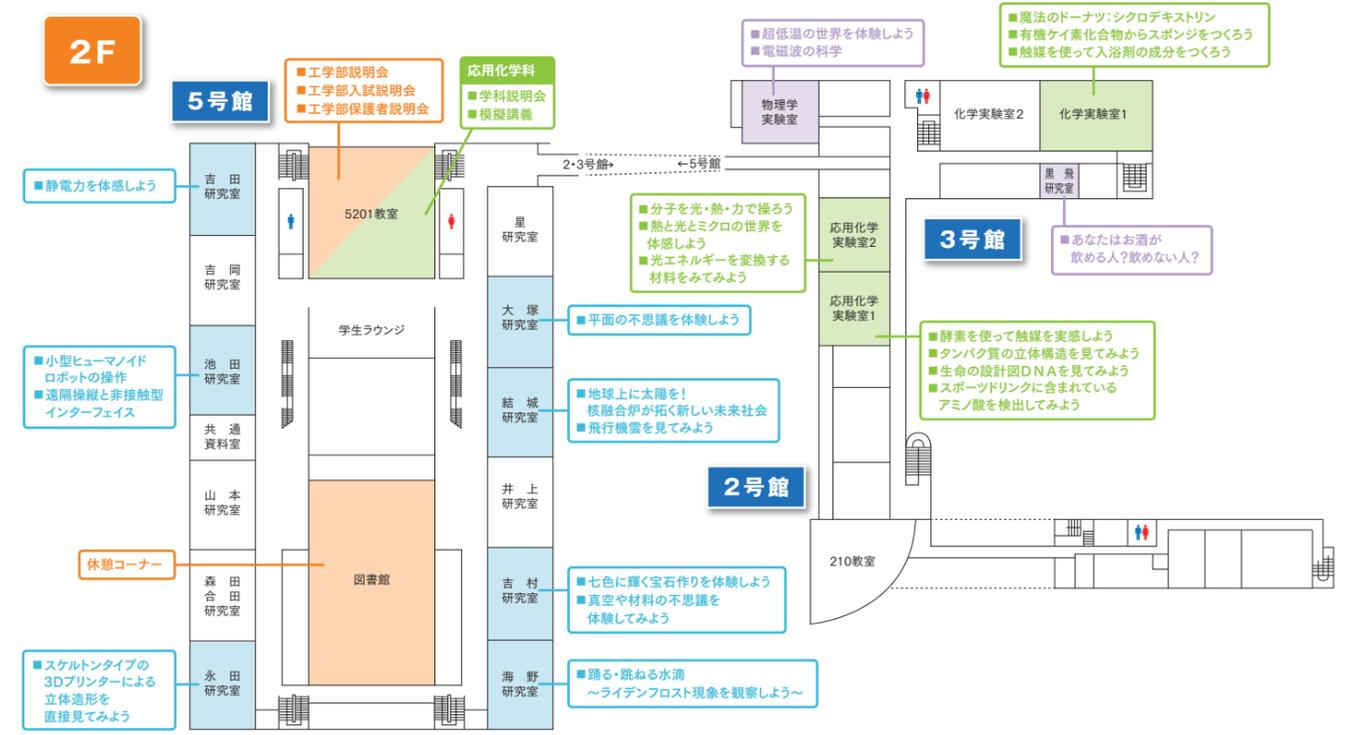 2F
5号館
■工学部説明会
■工学部入試説明会
■工学部保護者説明会
応用化学科
■学科説明会
■模擬講義
■静電力を体感しよう
吉　田
研究室
吉　岡
研究室
■小型ヒューマノイド
ロボットの操作
■遠隔操縦と非接触型
インターフェイス
池　田
研究室
共　通
資料室
山　本
研究室
休憩コーナー
森　田
合　田
研究室
■スケルトンタイプの
3Dプリンターによる
立体造形を
直接見てみよう
永　田
研究室
5201教室
学生ラウンジ
図書館
星
研究室
大　塚
研究室
■平面の不思議を体験しよう
結　城
研究室
■地球上に太陽を！
核融合炉が拓く新しい未来社会
■飛行機雲を見てみよう
井　上
研究室
吉　村
研究室
■七色に輝く宝石作りを体験しよう
■真空や材料の不思議を
体験してみよう
海　野
研究室
■踊る・跳ねる水滴
～ライデンフロスト現象を観察しよう～
2・3号館→
←5号館
■超低温の世界を体験しよう
■電磁波の科学
物理学
実験室
■魔法のドーナツ：シクロデキストリン
■有機ケイ素化合物からスポンジをつくろう
■触媒を使って入浴剤の成分をつくろう
化学実験室2
化学実験室1
黒　飛
研究室
3号館
■あなたはお酒が
飲める人？飲めない人？
■分子を光・熱・力で操ろう
■熱と光とミクロの世界を
体感しよう
■光エネルギーを変換する
材料をみてみよう
応用化学
実験室2
応用化学
実験室1
■酵素を使って触媒を実感しよう
■タンパク質の立体構造を見てみよう
■生命の設計図DNAを見てみよう
■スポーツドリンクに含まれている
アミノ酸を検出してみよう
2号館
210教室